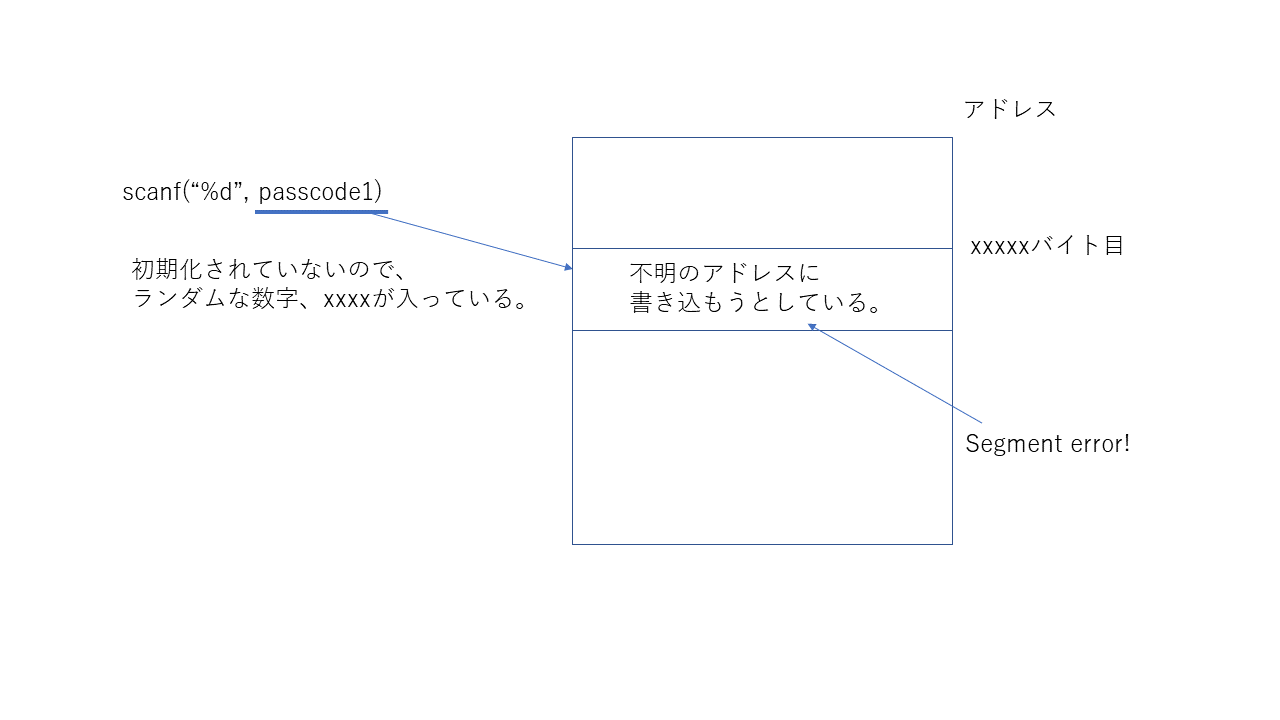 アドレス
scanf(“%d”, passcode1)
xxxxxバイト目
初期化されていないので、
ランダムな数字、xxxxが入っている。
不明のアドレスに
書き込もうとしている。
Segment error!